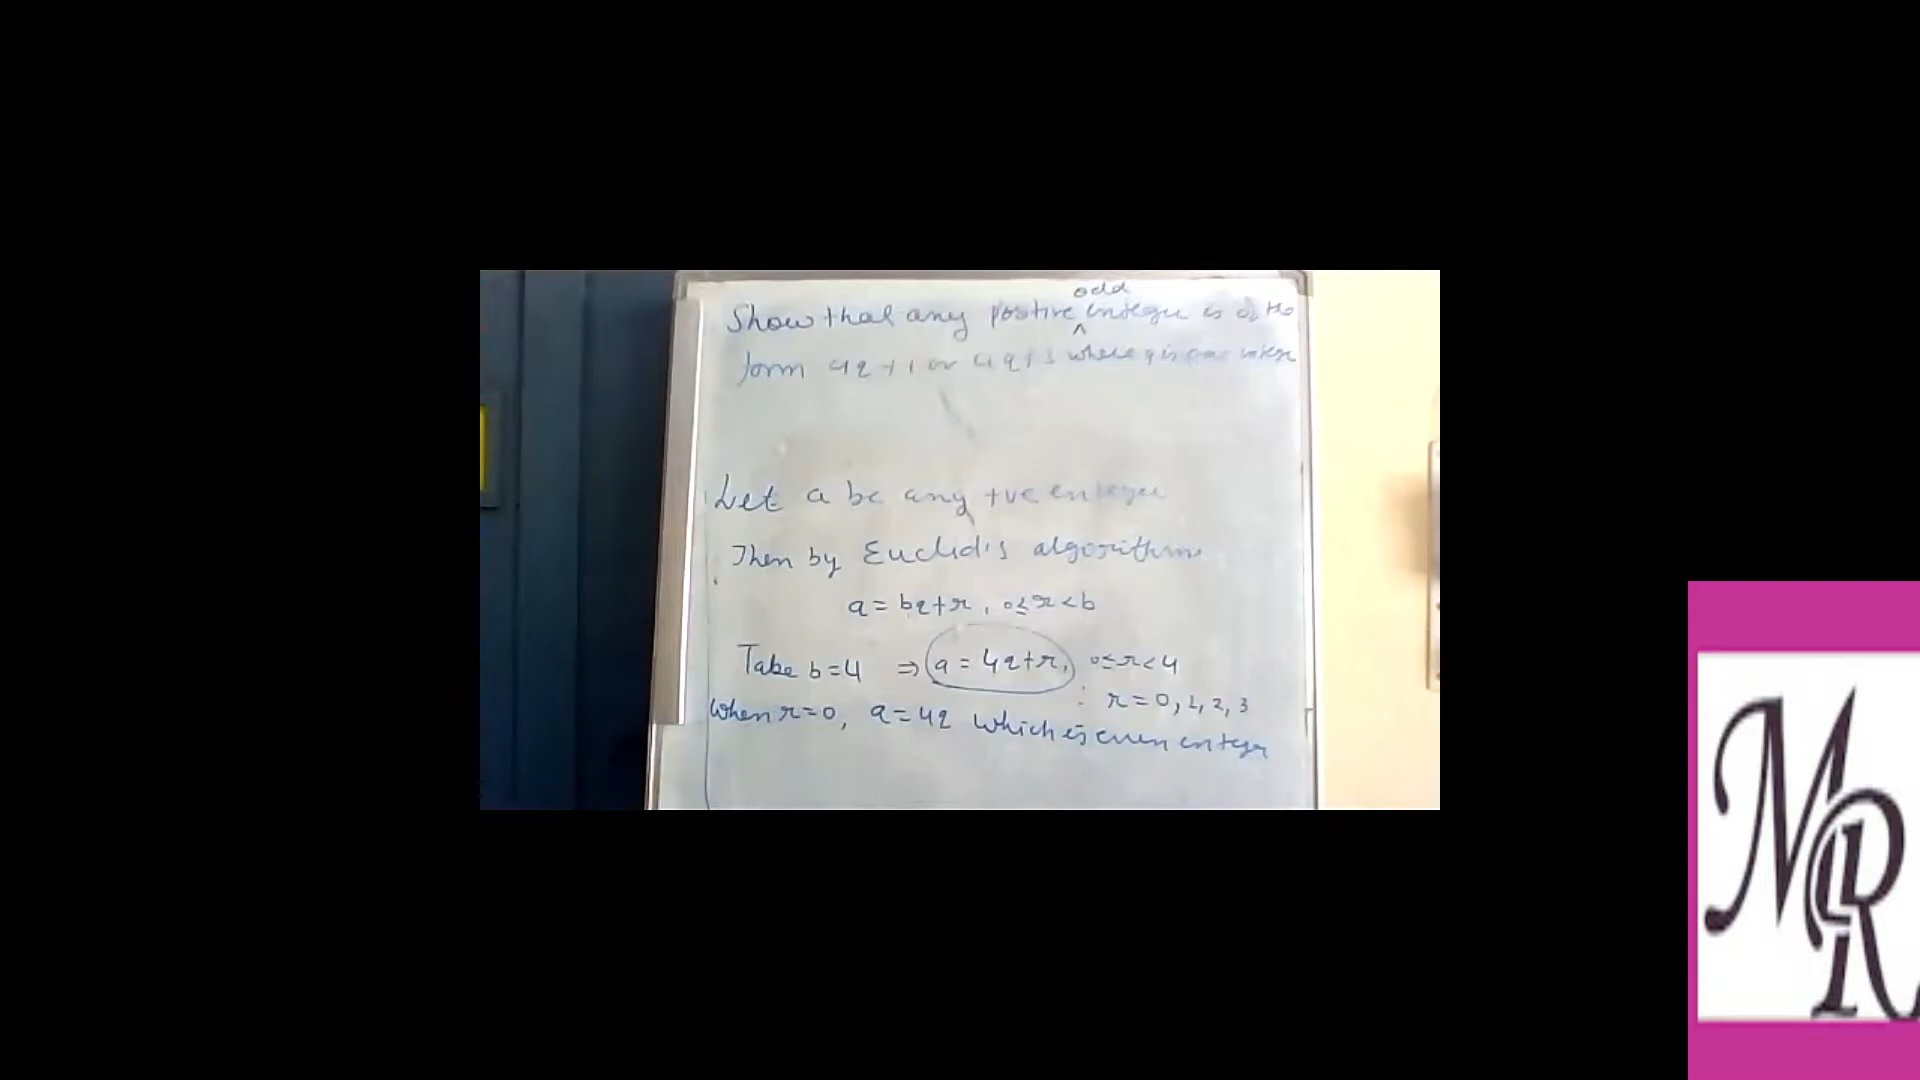 odd
Show that any positive ^ integer is of the
form 4q+1 or 4q+3 where q is some integer
Let a be any +ve integer
Then by Euclid's algorithm
a = bq+r, 0≤r<b
Take b=4 ⇒ a = 4q+r, 0≤r<4
∴ r=0,1,2,3
When r=0, a=4q which is even integer
MR